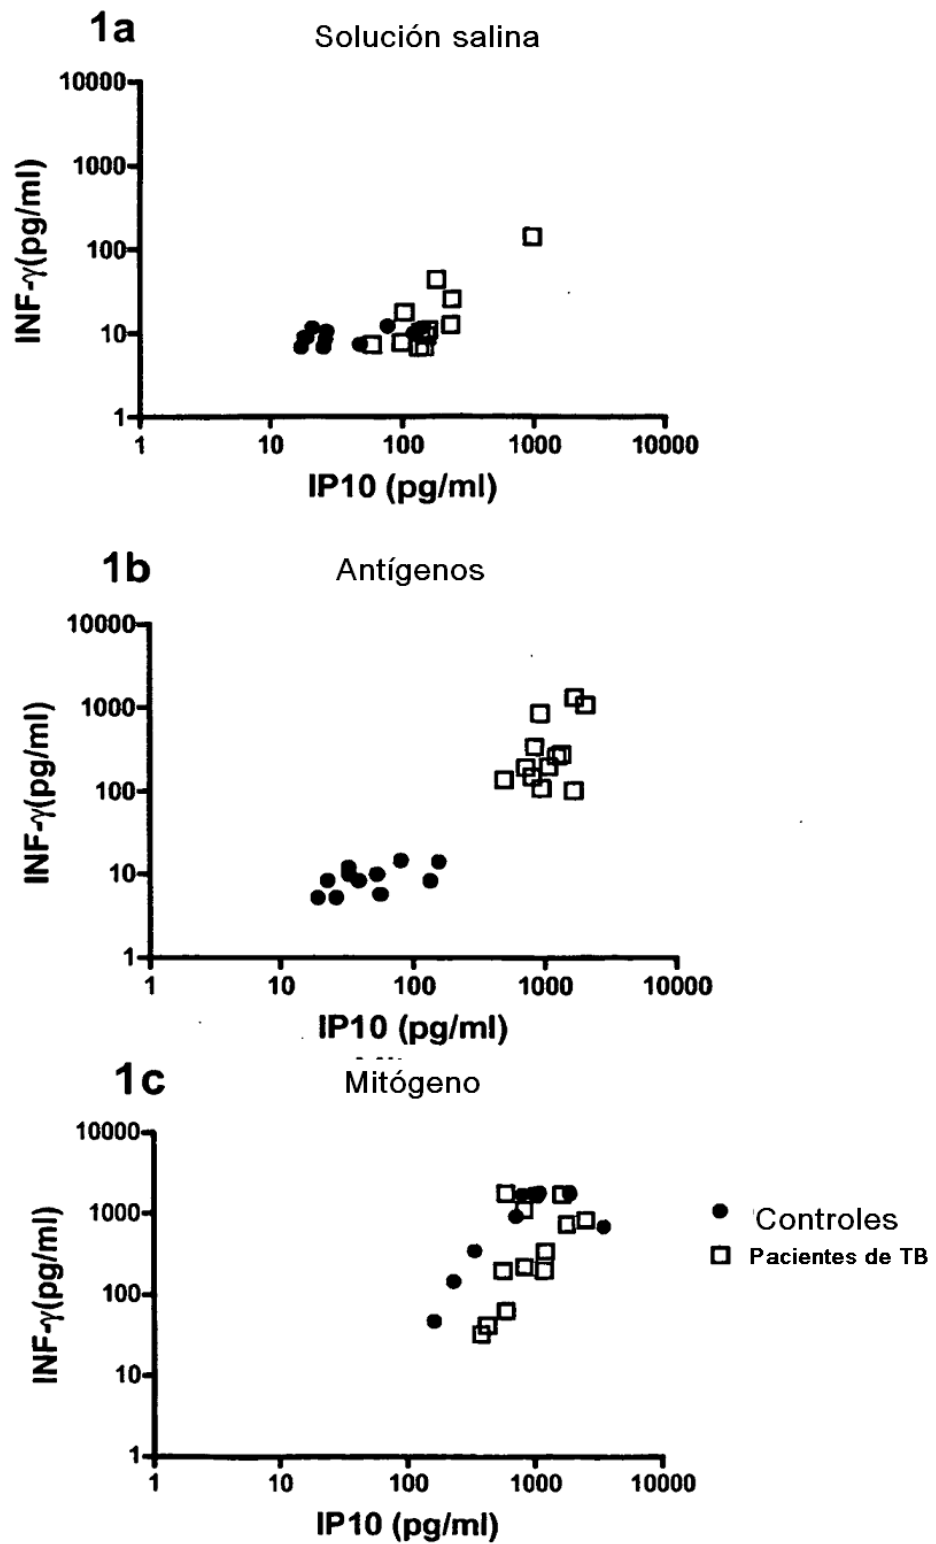 1a
Solución salina
10000
1000
100
10
1
INF-γ(pg/ml)
1 10 100 1000 10000
IP10 (pg/ml)
1b
Antígenos
10000
1000
100
10
1
INF-γ(pg/ml)
1 10 100 1000 10000
IP10 (pg/ml)
1c
Mitógeno
10000
1000
100
10
1
INF-γ(pg/ml)
1 10 100 1000 10000
IP10 (pg/ml)
Controles
Pacientes de TB